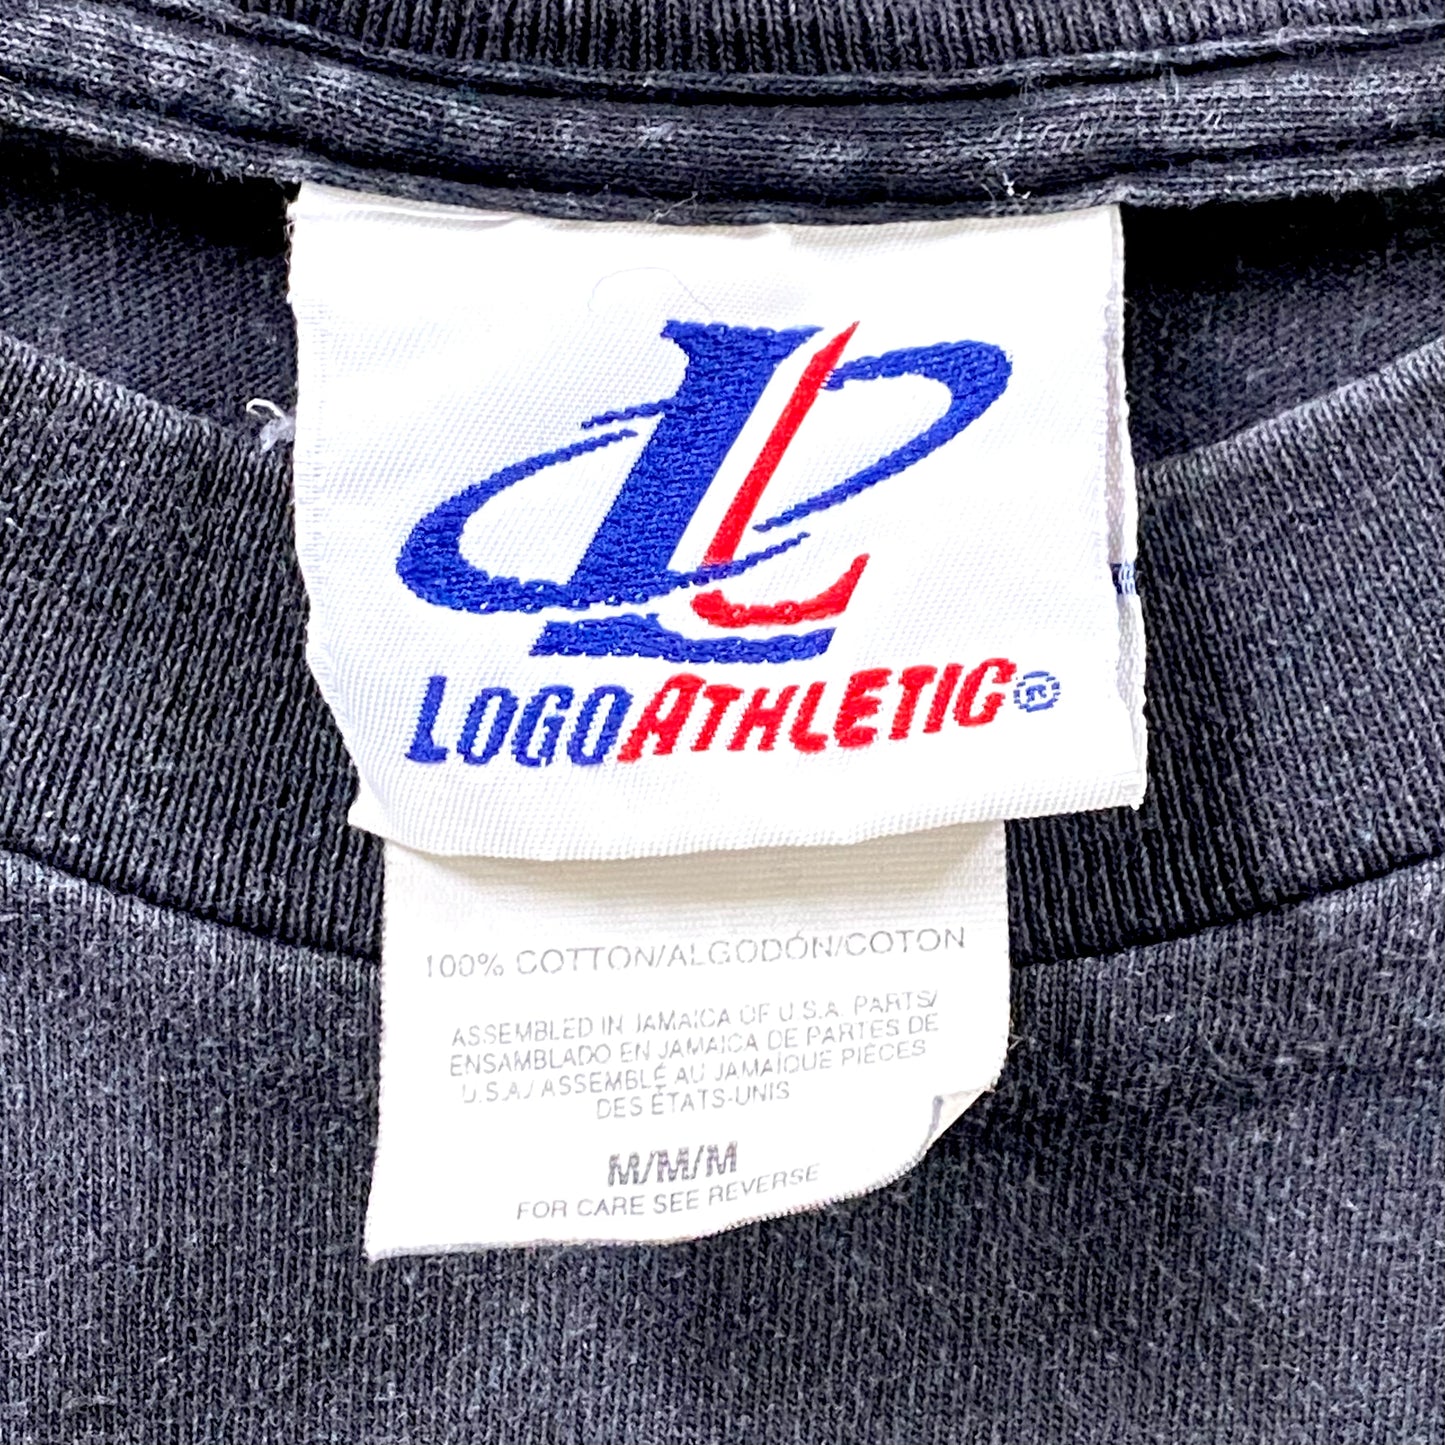 LOGOATHLETIC®
100% COTTON/ALGODÓN/COTON
ASSEMBLED IN JAMAICA OF U.S.A. PARTS/
ENSAMBLADO EN JAMAICA DE PARTES DE
U.S.A./ASSEMBLÉ AU JAMAÏQUE PIÈCES
DES ÉTATS-UNIS
M/M/M
FOR CARE SEE REVERSE